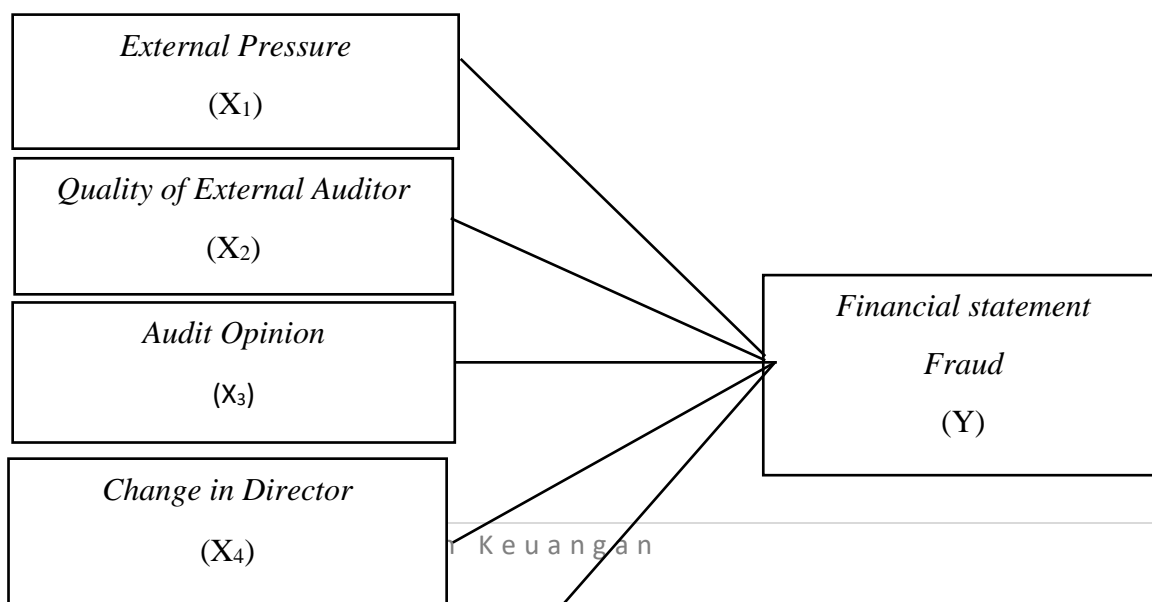 External Pressure
(X₁)
Quality of External Auditor
(X₂)
Audit Opinion
(X₃)
Change in Director
(X₄)
Financial statement
Fraud
(Y)
Keuangan